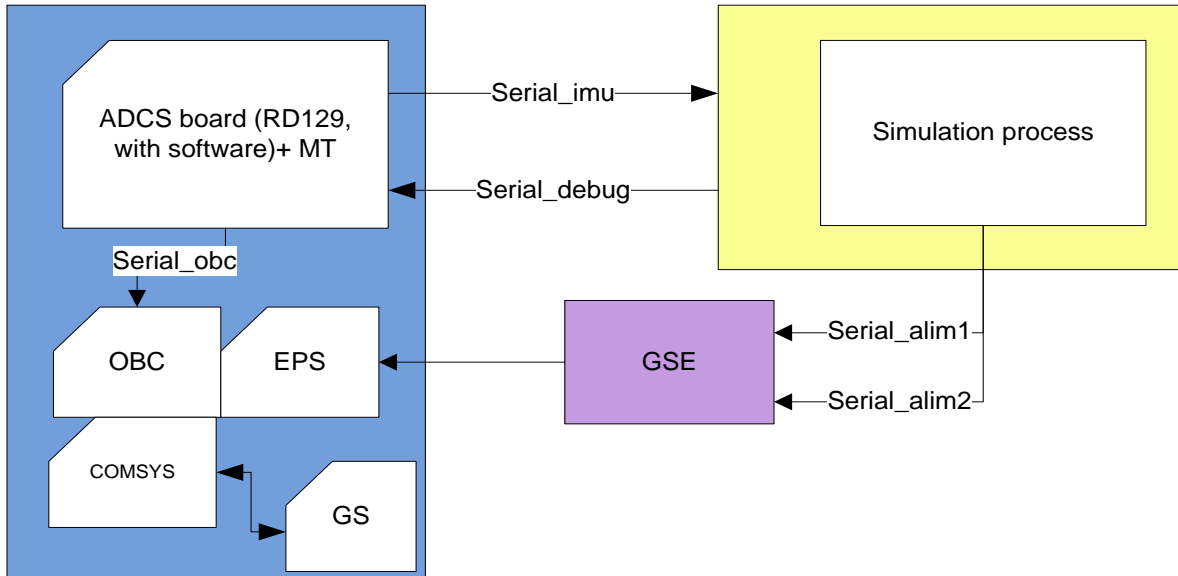 ADCS board (RD129,
with software)+ MT
Serial_imu
Simulation process
Serial_debug
Serial_obc
OBC
EPS
GSE
Serial_alim1
Serial_alim2
COMSYS
GS